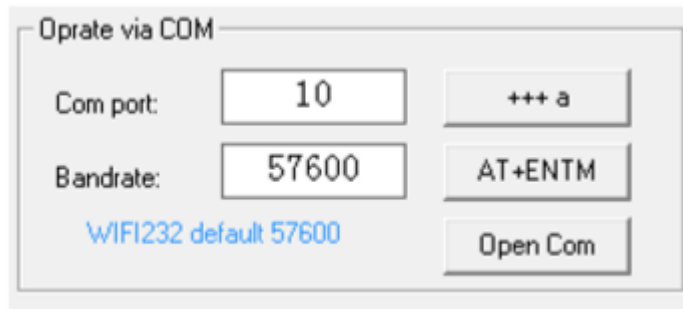 Oprate via COM
Com port: 10 +++ a
Bandrate: 57600 AT+ENTM
WIFI232 default 57600 Open Com